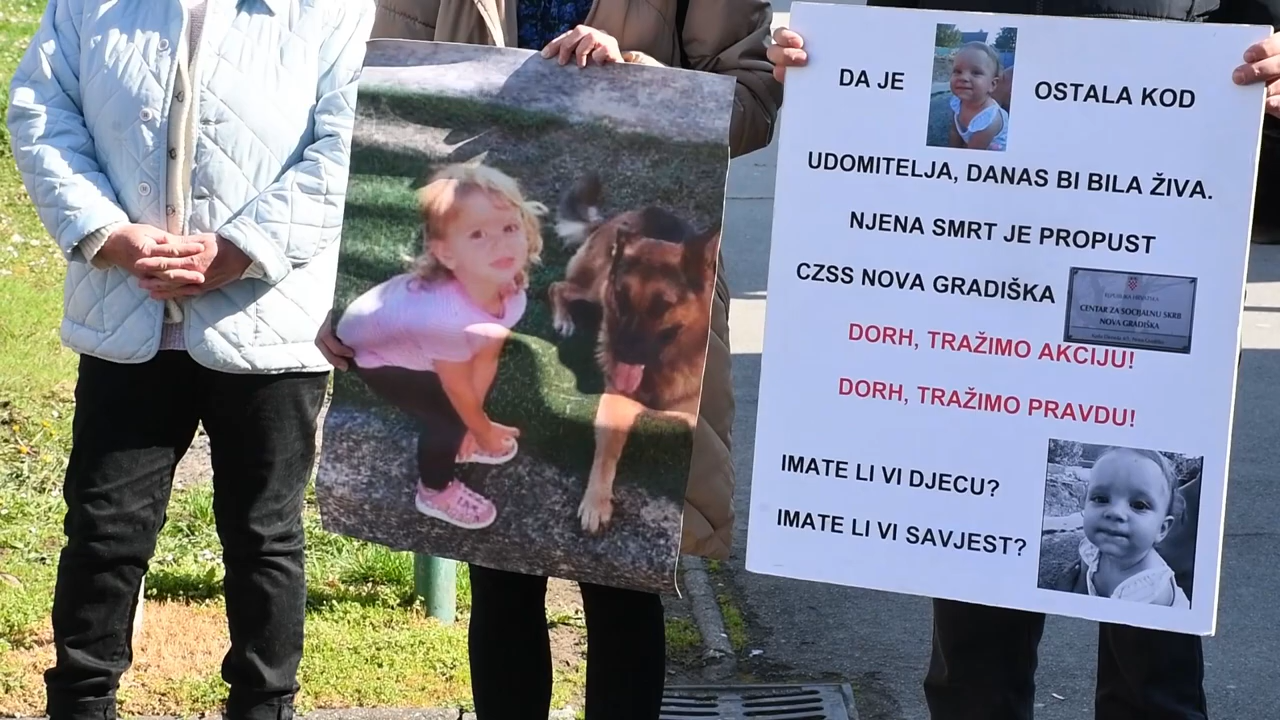 DA JE OSTALA KOD
UDOMITELJA, DANAS BI BILA ŽIVA.
NJENA SMRT JE PROPUST
CZSS NOVA GRADIŠKA
REPUBLIKA HRVATSKA
CENTAR ZA SOCIJALNU SKRB
NOVA GRADIŠKA
DORH, TRAŽIMO AKCIJU!
DORH, TRAŽIMO PRAVDU!
IMATE LI VI DJECU?
IMATE LI VI SAVJEST?